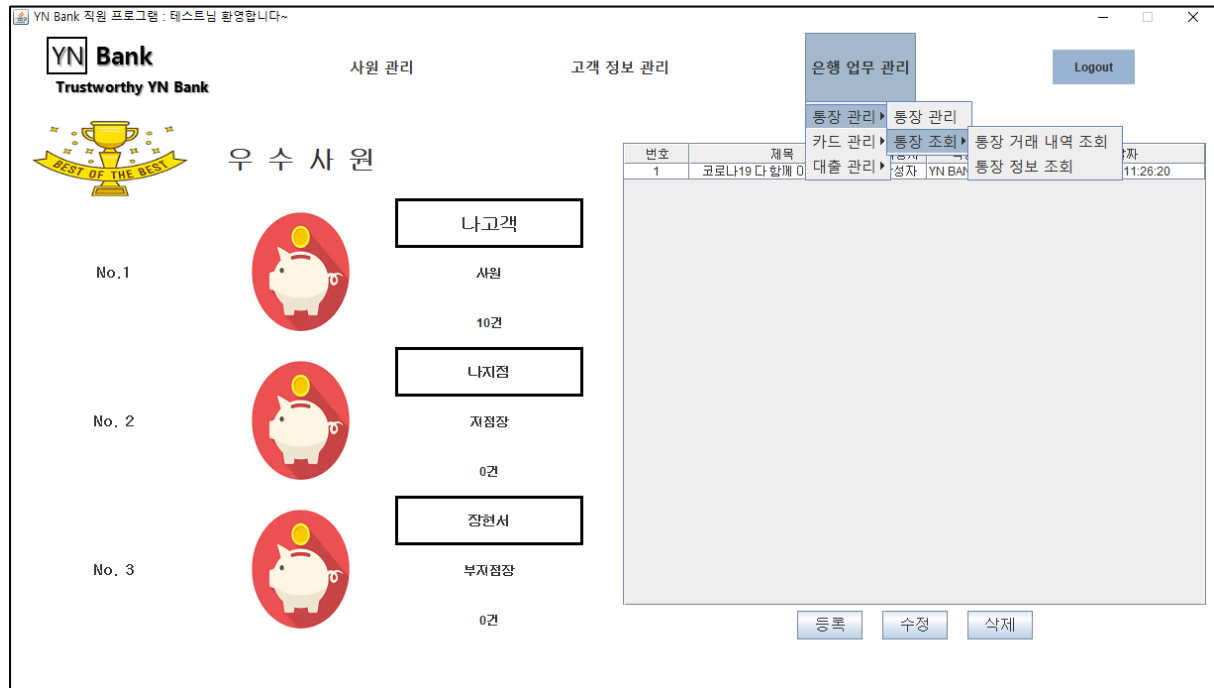 YN Bank 직원 프로그램 : 테스트님 환영합니다~
YN Bank
Trustworthy YN Bank
사원 관리
고객 정보 관리
은행 업무 관리
Logout
통장 관리
카드 관리
대출 관리
통장 관리
통장 조회
통장 거래 내역 조회
통장 정보 조회
BEST OF THE BEST
우 수 사 원
번호 제목
1 코로나19 다 함께 YN 11:26:20
No.1
나고객
사원
10건
No. 2
나지점
지점장
0건
No. 3
장현서
부지점장
0건
등록 수정 삭제